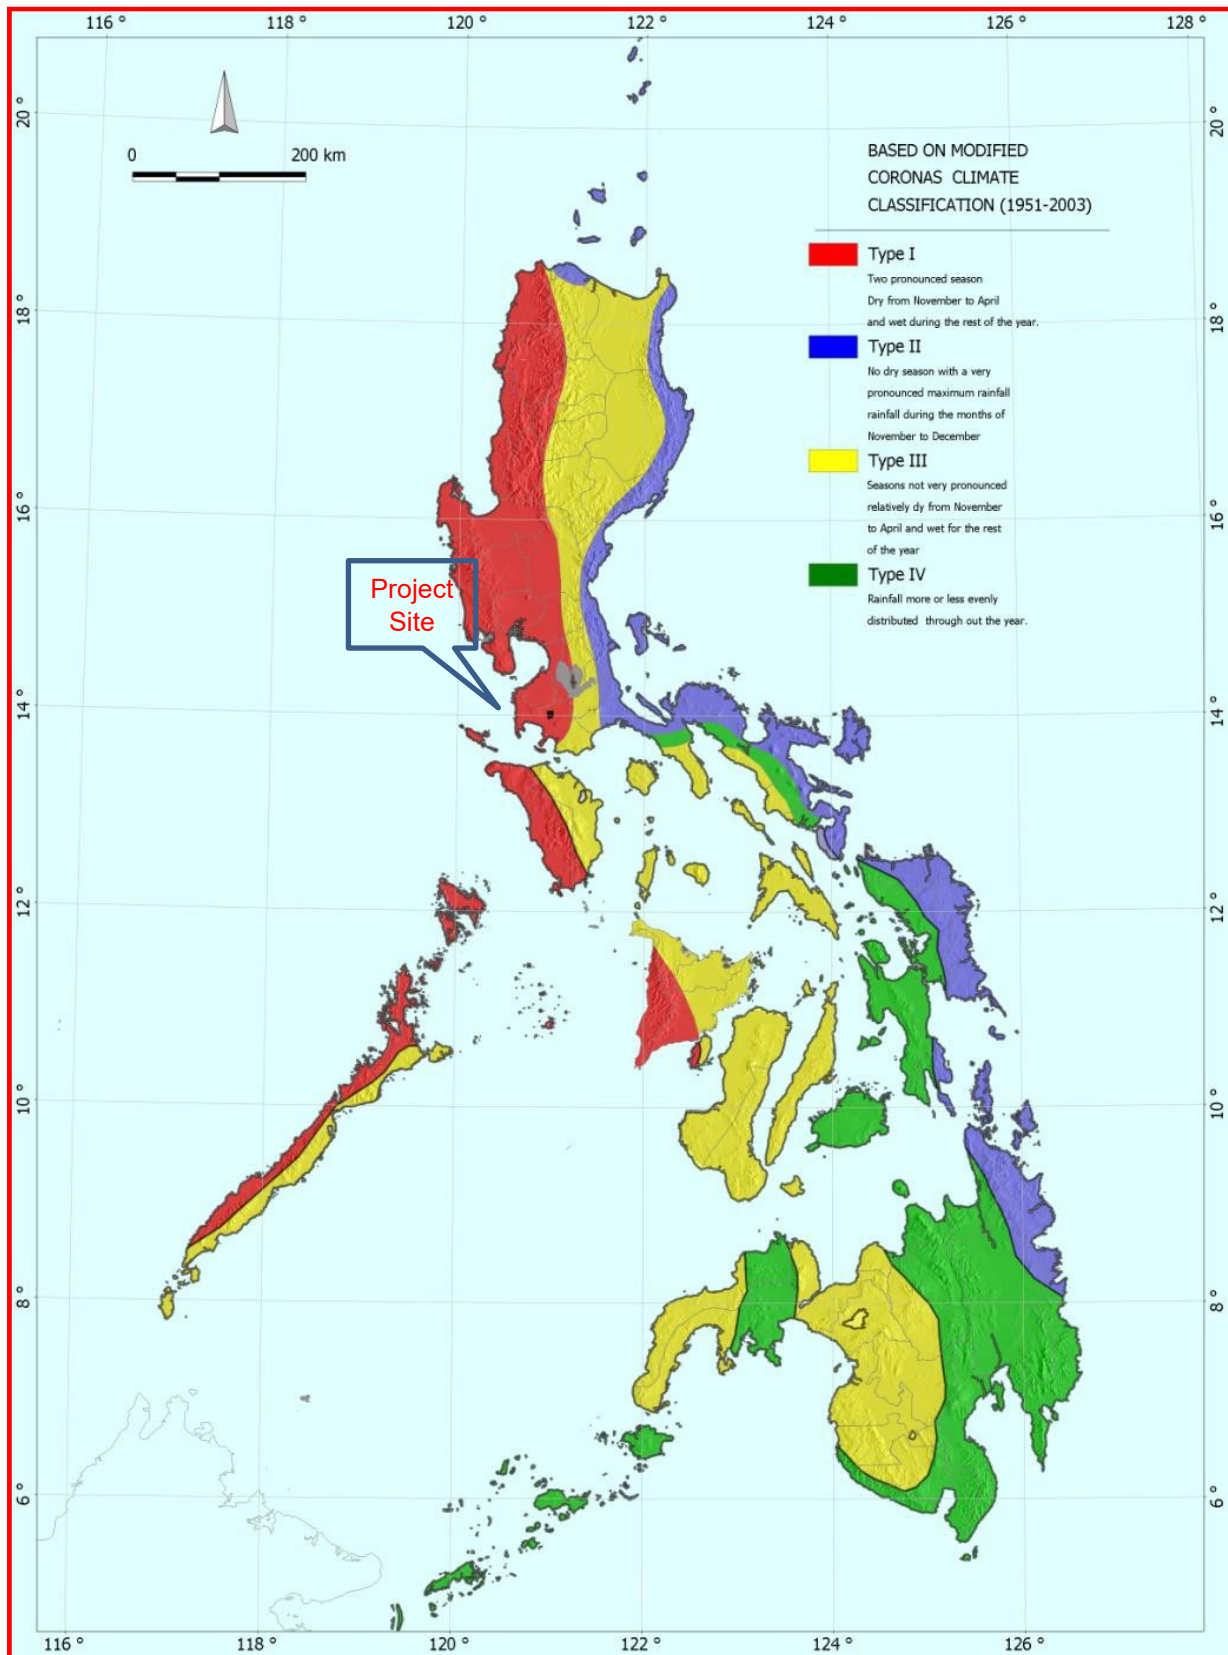 116 °
118 °
120 °
122 °
124 °
126 °
128 °
20 °
20 °
0
200 km
BASED ON MODIFIED
CORONAS CLIMATE
CLASSIFICATION (1951-2003)
Type I
Two pronounced season
Dry from November to April
and wet during the rest of the year.
18 °
18 °
Type II
No dry season with a very
pronounced maximum rainfall
rainfall during the months of
November to December
Type III
Seasons not very pronounced
relatively dy from November
to April and wet for the rest
of the year
16 °
16 °
Type IV
Rainfall more or less evenly
distributed through out the year.
Project
Site
14 °
14 °
12 °
12 °
10 °
10 °
8 °
8 °
6 °
6 °
116 °
118 °
120 °
122 °
124 °
126 °